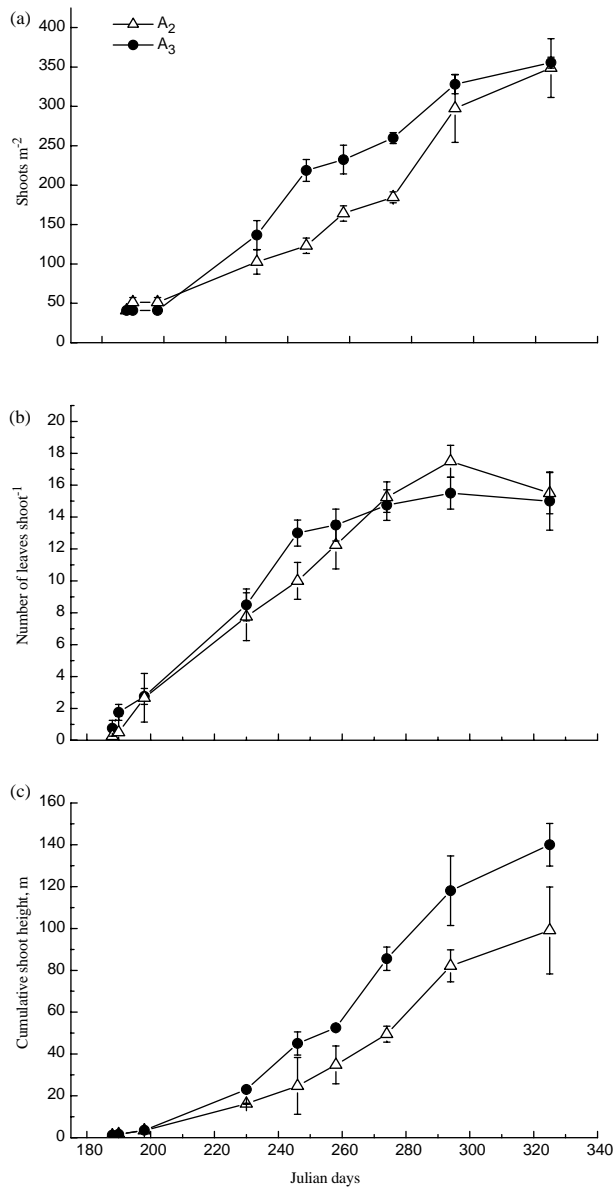 (a)
A2
A3
400
350
300
250
200
150
100
50
0
Shoots m-2
(b)
20
18
16
14
12
10
8
6
4
2
0
Number of leaves shoot-1
(c)
160
140
120
100
80
60
40
20
0
Cumulative shoot height, m
180 200 220 240 260 280 300 320 340
Julian days